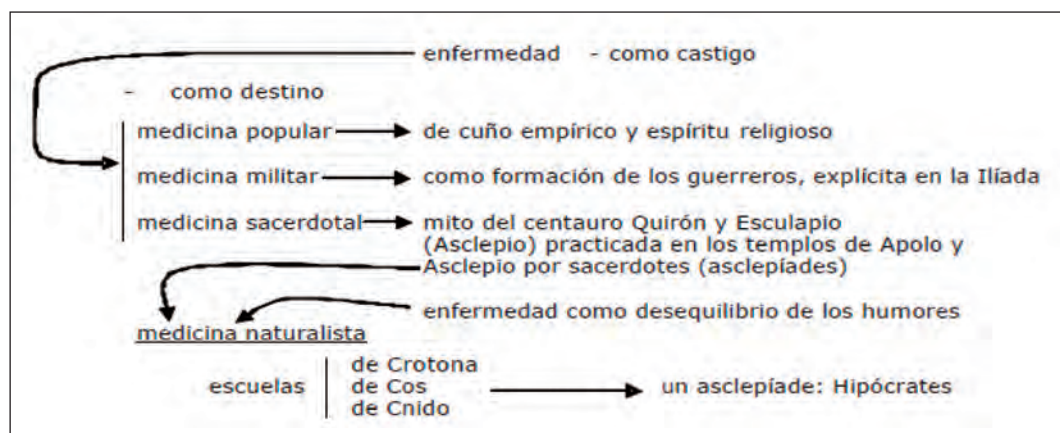 enfermedad - como castigo
- como destino
medicina popular de cuño empírico y espíritu religioso
medicina militar como formación de los guerreros, explícita en la Ilíada
medicina sacerdotal mito del centauro Quirón y Esculapio
(Asclepio) practicada en los templos de Apolo y
Asclepio por sacerdotes (asclepíades)
enfermedad como desequilibrio de los humores
medicina naturalista
de Crotona
escuelas de Cos un asclepíade: Hipócrates
de Cnido